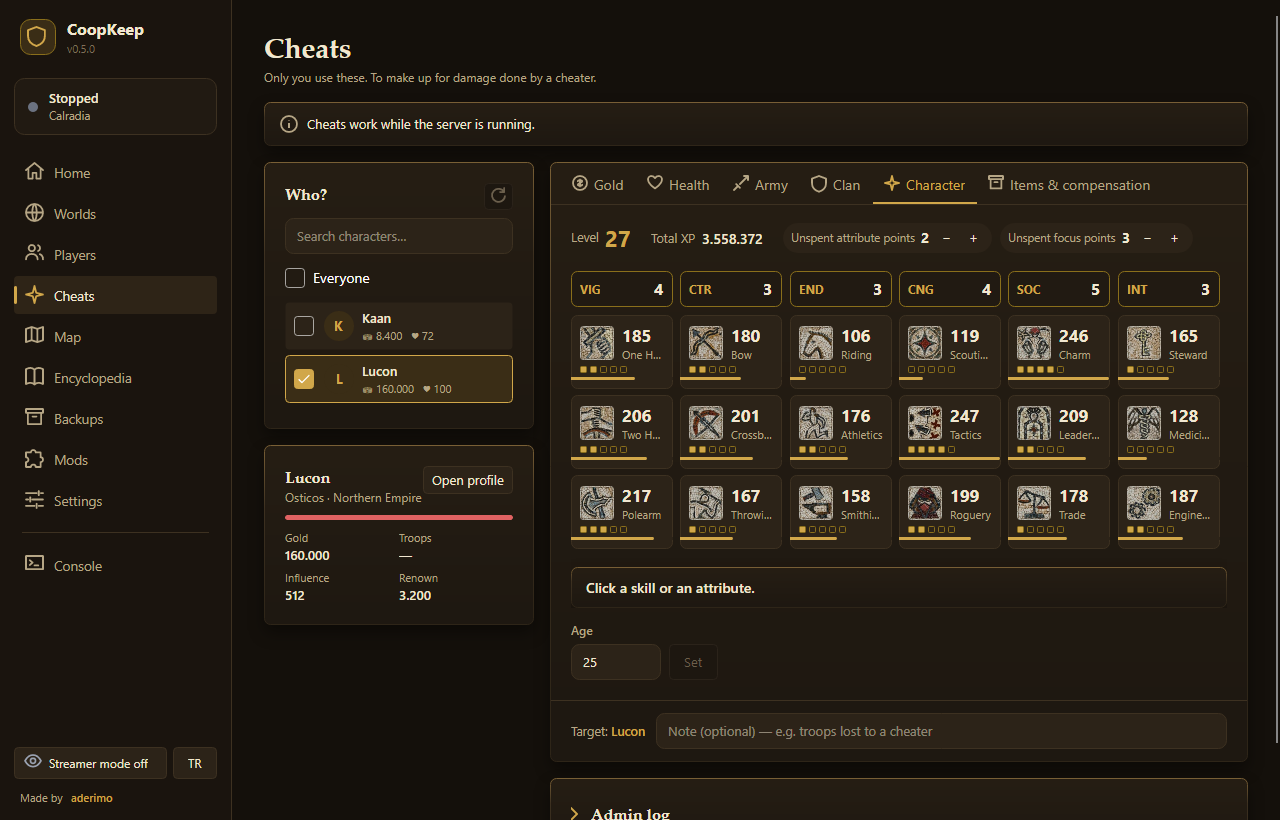 CoopKeep
v0.5.0
Stopped
Calradia
Home
Worlds
Players
Cheats
Map
Encyclopedia
Backups
Mods
Settings
Console
Streamer mode off
TR
Made by aderimo
Cheats
Only you use these. To make up for damage done by a cheater.
Cheats work while the server is running.
Who?
Search characters...
Everyone
K
Kaan
8.400 72
L
Lucon
160.000 100
Lucon
Open profile
Osticos · Northern Empire
Gold Troops
160.000 —
Influence Renown
512 3.200
Gold Health Army Clan Character Items & compensation
Level 27 Total XP 3.558.372 Unspent attribute points 2 − + Unspent focus points 3 − +
VIG 4 CTR 3 END 3 CNG 4 SOC 5 INT 3
185 180 106 119 246 165
One H... Bow Riding Scouti... Charm Steward
206 201 176 247 209 128
Two H... Crossb... Athletics Tactics Leader... Medici...
217 167 158 199 178 187
Polearm Throwi... Smithi... Roguery Trade Engine...
Click a skill or an attribute.
Age
25 Set
Target: Lucon Note (optional) — e.g. troops lost to a cheater
Admin log